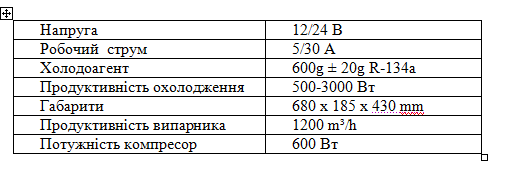 Напруга 12/24 В
Робочий струм 5/30 А
Холодоагент 600g ± 20g R-134a
Продуктивність охолодження 500-3000 Вт
Габарити 680 x 185 x 430 mm
Продуктивність випарника 1200 m³/h
Потужність компресор 600 Вт